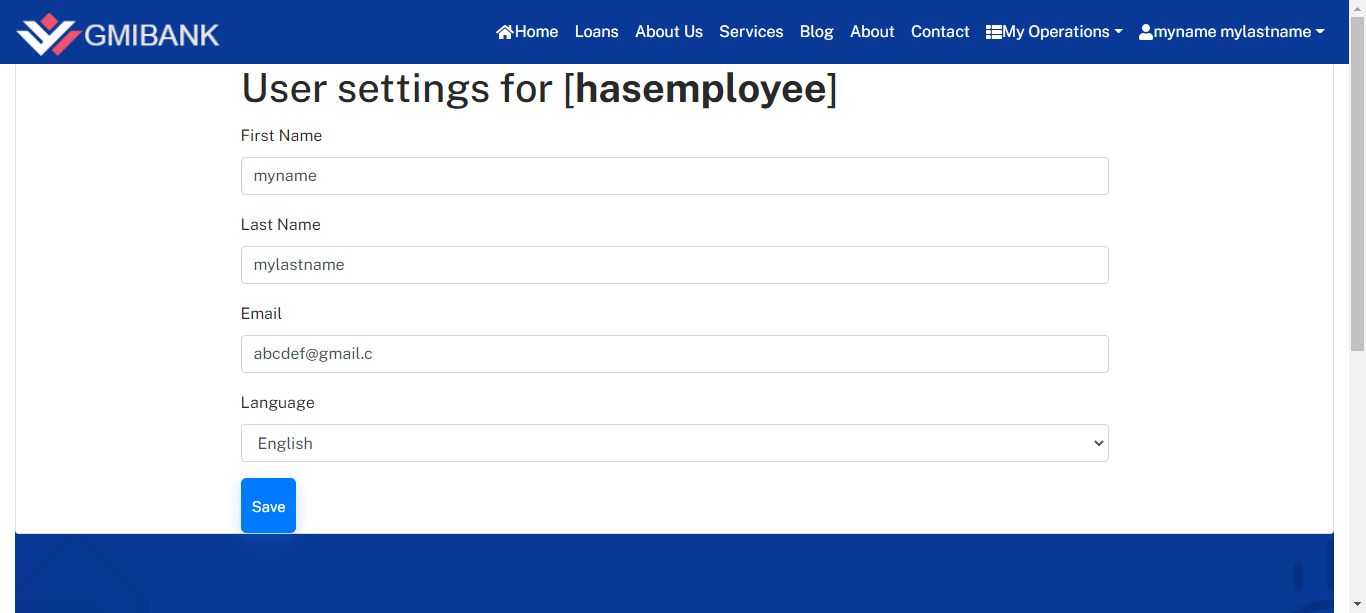 GMIBANK
Home Loans About Us Services Blog About Contact My Operations myname mylastname
User settings for [hasemployee]
First Name
myname
Last Name
mylastname
Email
abcdef@gmail.c
Language
English
Save